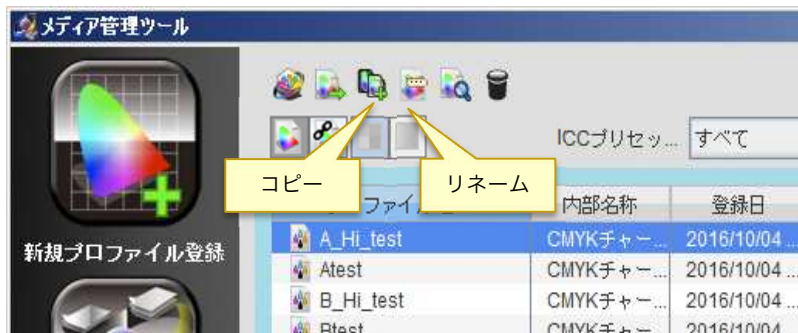 メディア管理ツール
ICCプリセッ... すべて
コピー
リネーム
ファイ
内部名称
登録日
新規プロファイル登録
A_Hi_test CMYKチャー... 2016/10/04 ...
Atest CMYKチャー... 2016/10/04 ...
B_Hi_test CMYKチャー... 2016/10/04 ...
Btest CMYKチャー... 2016/10/04 ...